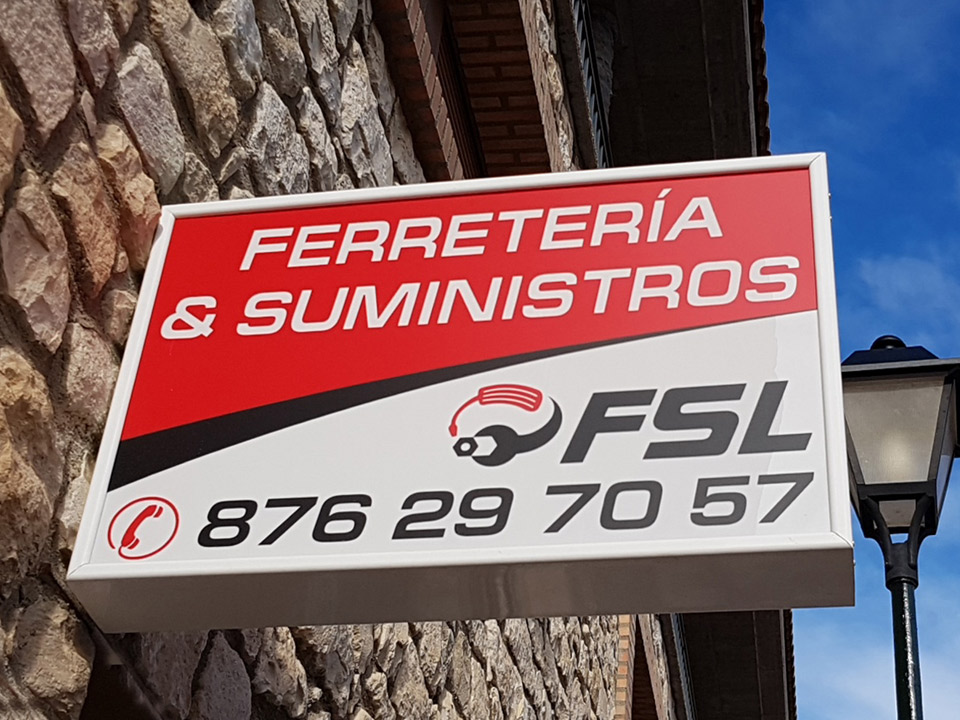 FERRETERÍA
& SUMINISTROS
FSL
876 29 70 57